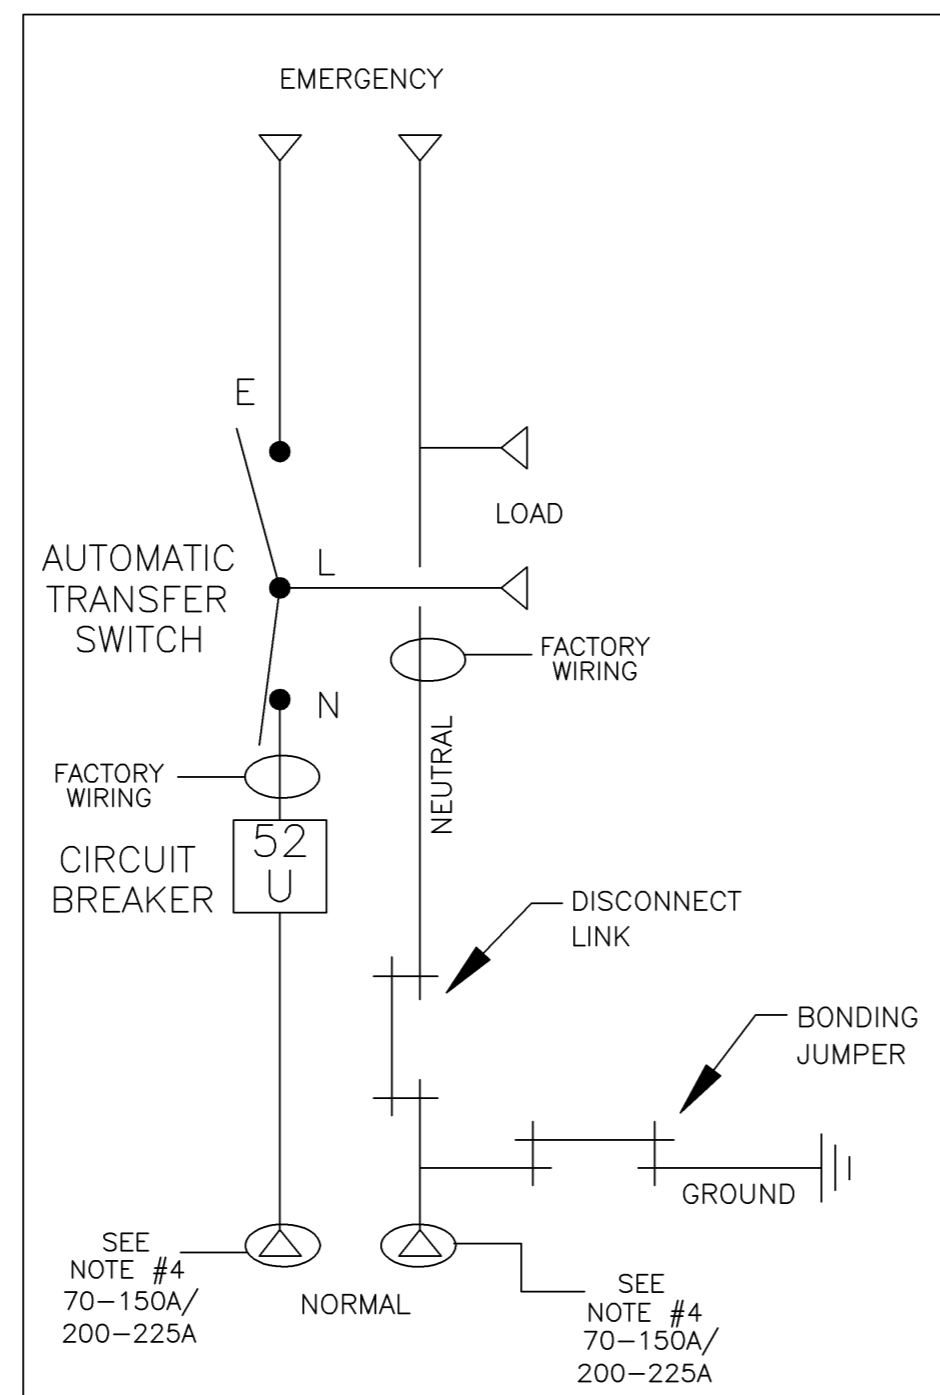 EMERGENCY
E
LOAD
AUTOMATIC
TRANSFER
SWITCH
L
FACTORY
WIRING
N
NEUTRAL
FACTORY
WIRING
52
U
CIRCUIT
BREAKER
DISCONNECT
LINK
BONDING
JUMPER
GROUND
SEE
NOTE #4
70-150A/
200-225A
NORMAL
SEE
NOTE #4
70-150A/
200-225A